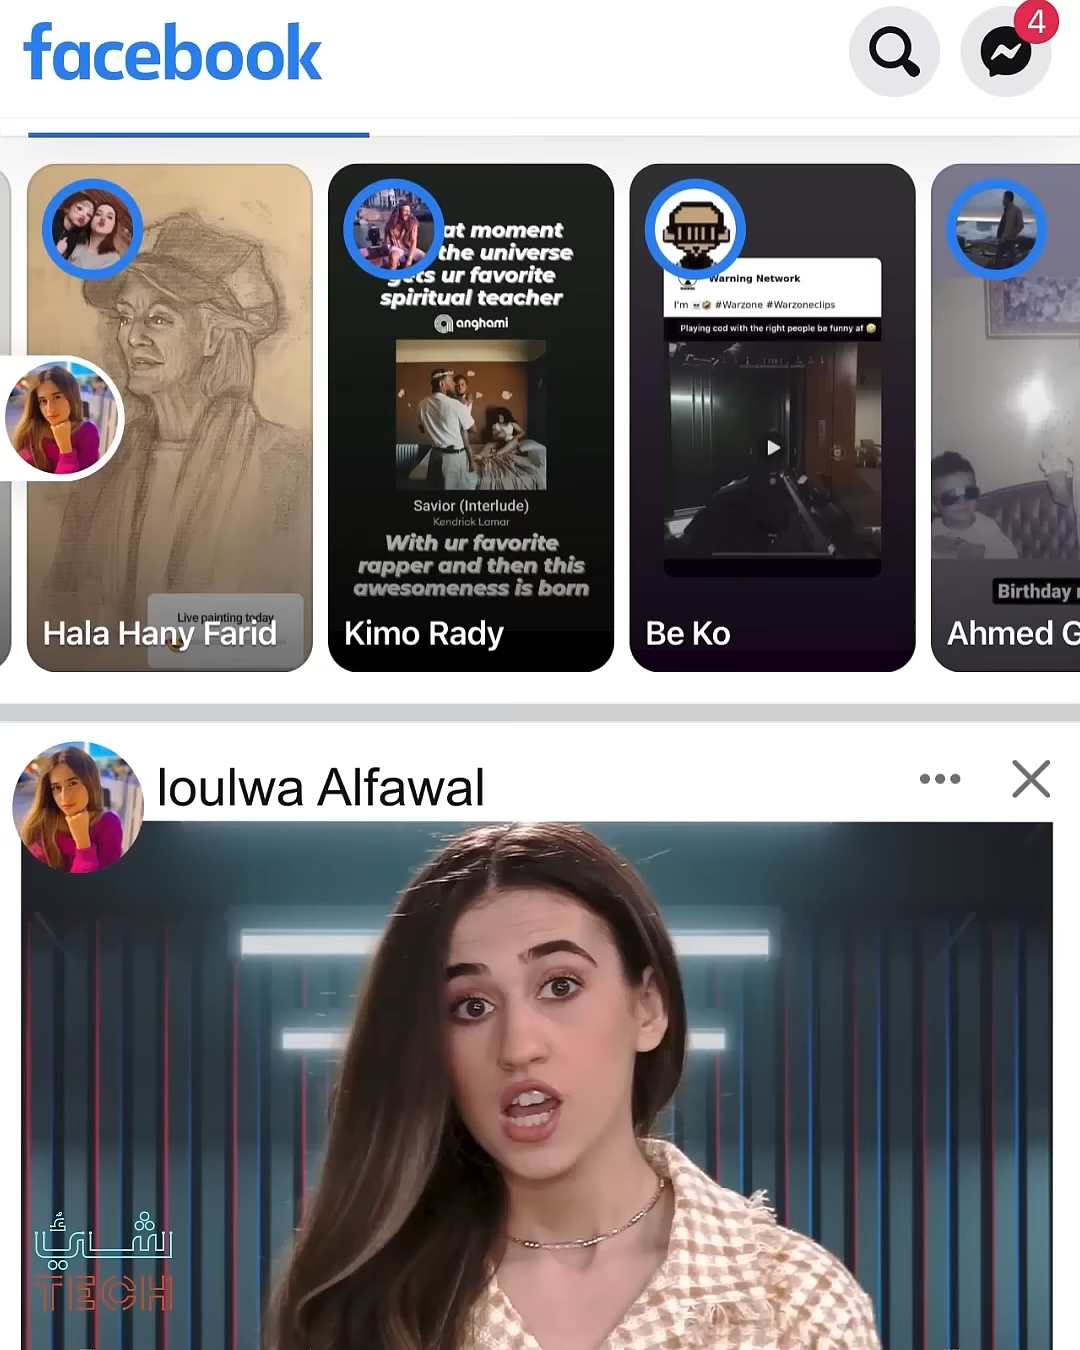 facebook
4
at moment
the universe
ts ur favorite
spiritual teacher
anghami
Savior (Interlude)
Kendrick Lamar
With ur favorite
rapper and then this
awesomeness is born
Warning Network
I'm #Warzone #Warzoneclips
Playing cod with the right people be funny af
Live painting today
Hala Hany Farid
Kimo Rady
Be Ko
Birthday
Ahmed G
loulwa Alfawal
TECH